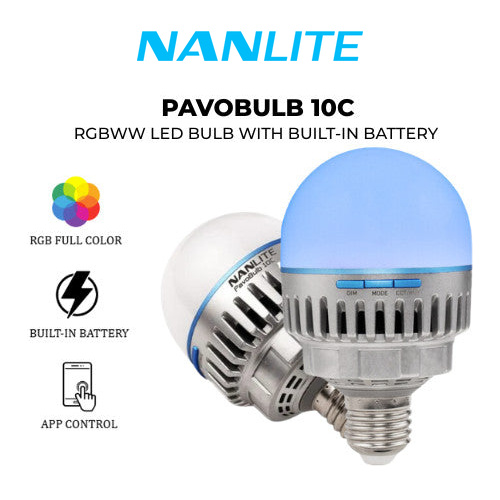 NANLITE
PAVOBULB 10C
RGBWW LED BULB WITH BUILT-IN BATTERY
RGB FULL COLOR
BUILT-IN BATTERY
APP CONTROL
NANLITE
PavoBulb 10C
DIM MODE